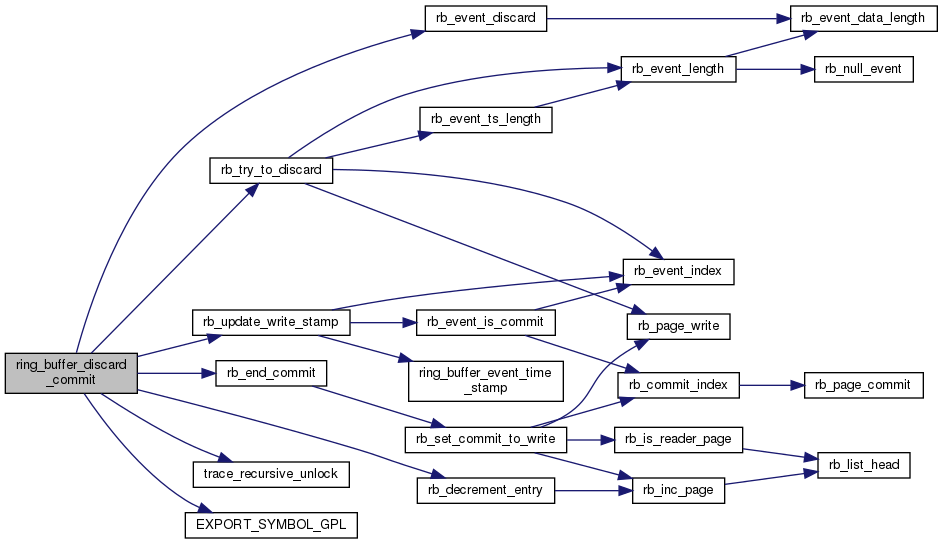 rb_event_discard
rb_event_data_length
rb_event_length
rb_null_event
rb_event_ts_length
rb_try_to_discard
rb_event_index
rb_update_write_stamp
rb_event_is_commit
rb_page_write
ring_buffer_discard
_commit
rb_end_commit
ring_buffer_event_time
_stamp
rb_commit_index
rb_page_commit
rb_set_commit_to_write
rb_is_reader_page
trace_recursive_unlock
rb_list_head
rb_decrement_entry
rb_inc_page
EXPORT_SYMBOL_GPL